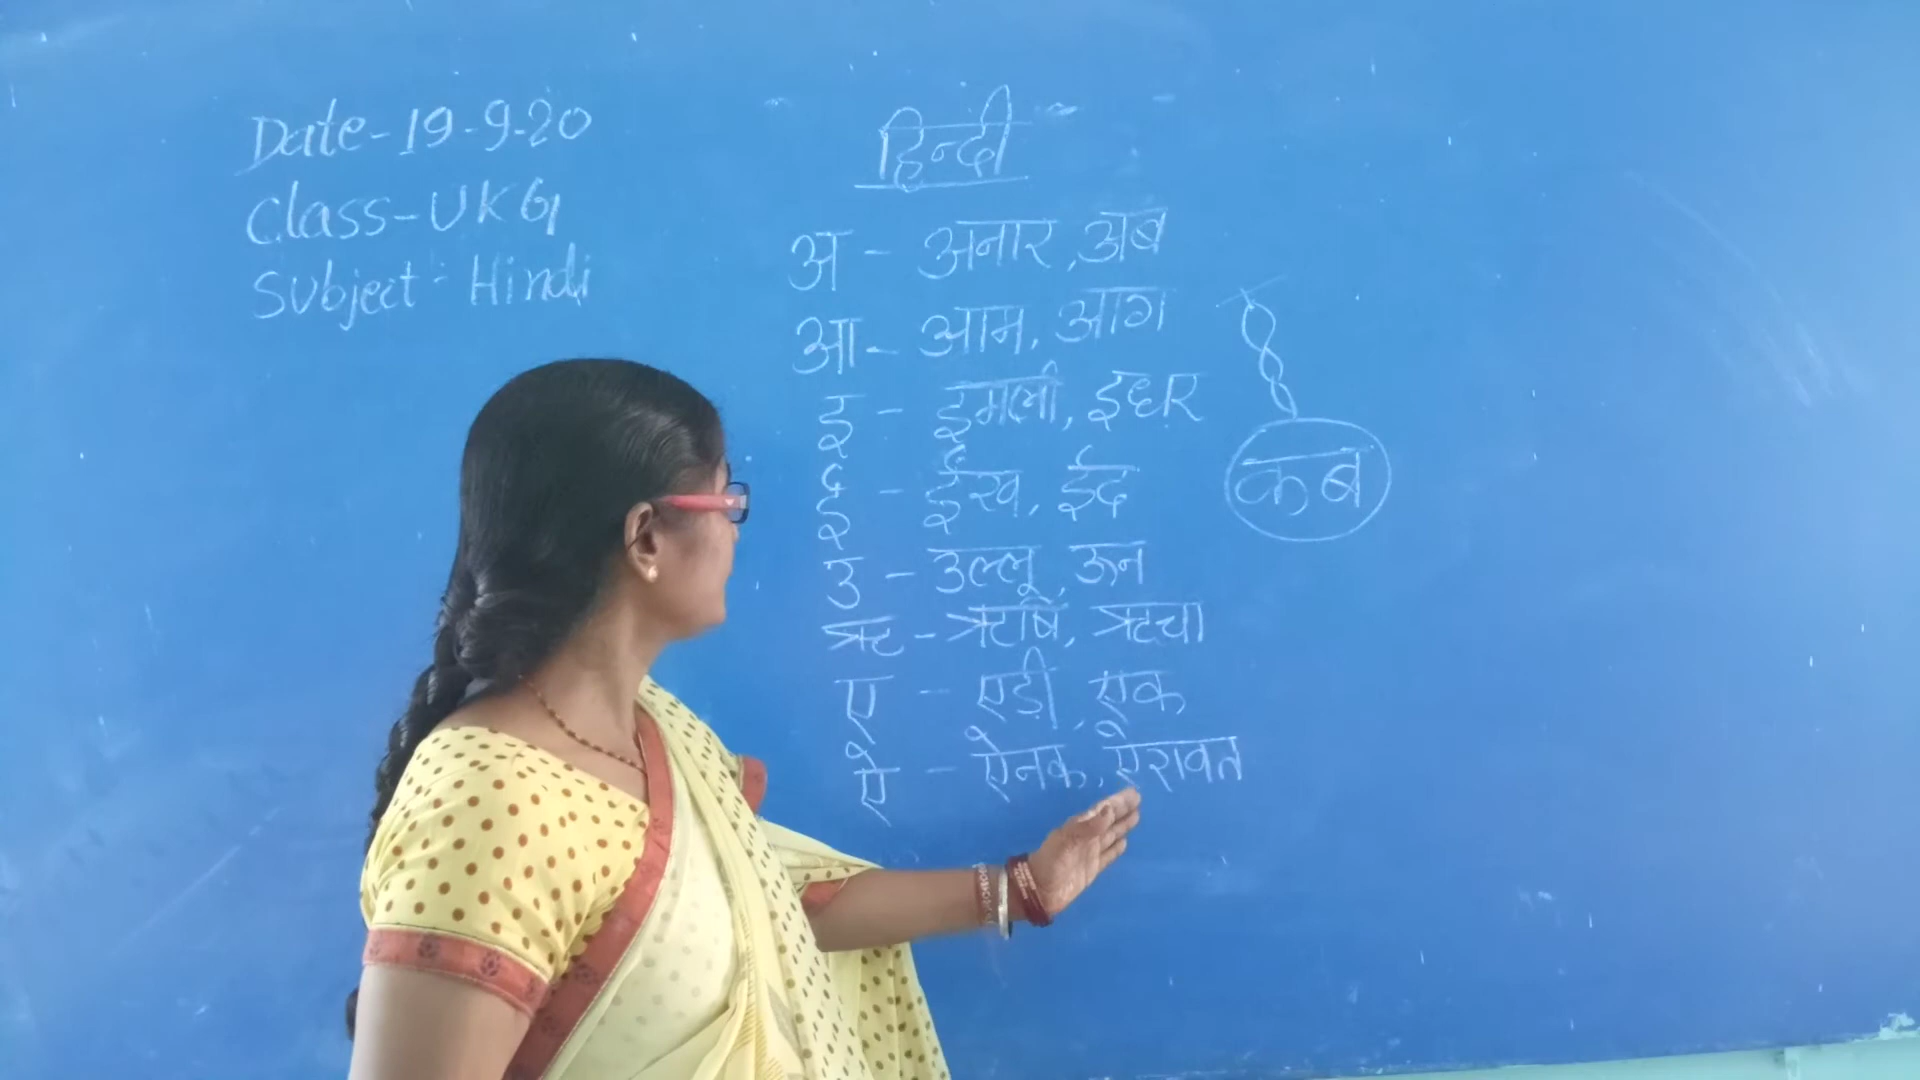 Date-19-9-20
Class-UKG
Subject - Hindi
हिन्दी
अ - अनार, अब
आ - आम, आग
इ - इमली, इधर
ई - ईख, ईद
उ - उल्लू, ऊन
ऋ - ऋषि, ऋचा
ए - एड़ी, एक
ऐ - ऐनक, ऐरावत
कब